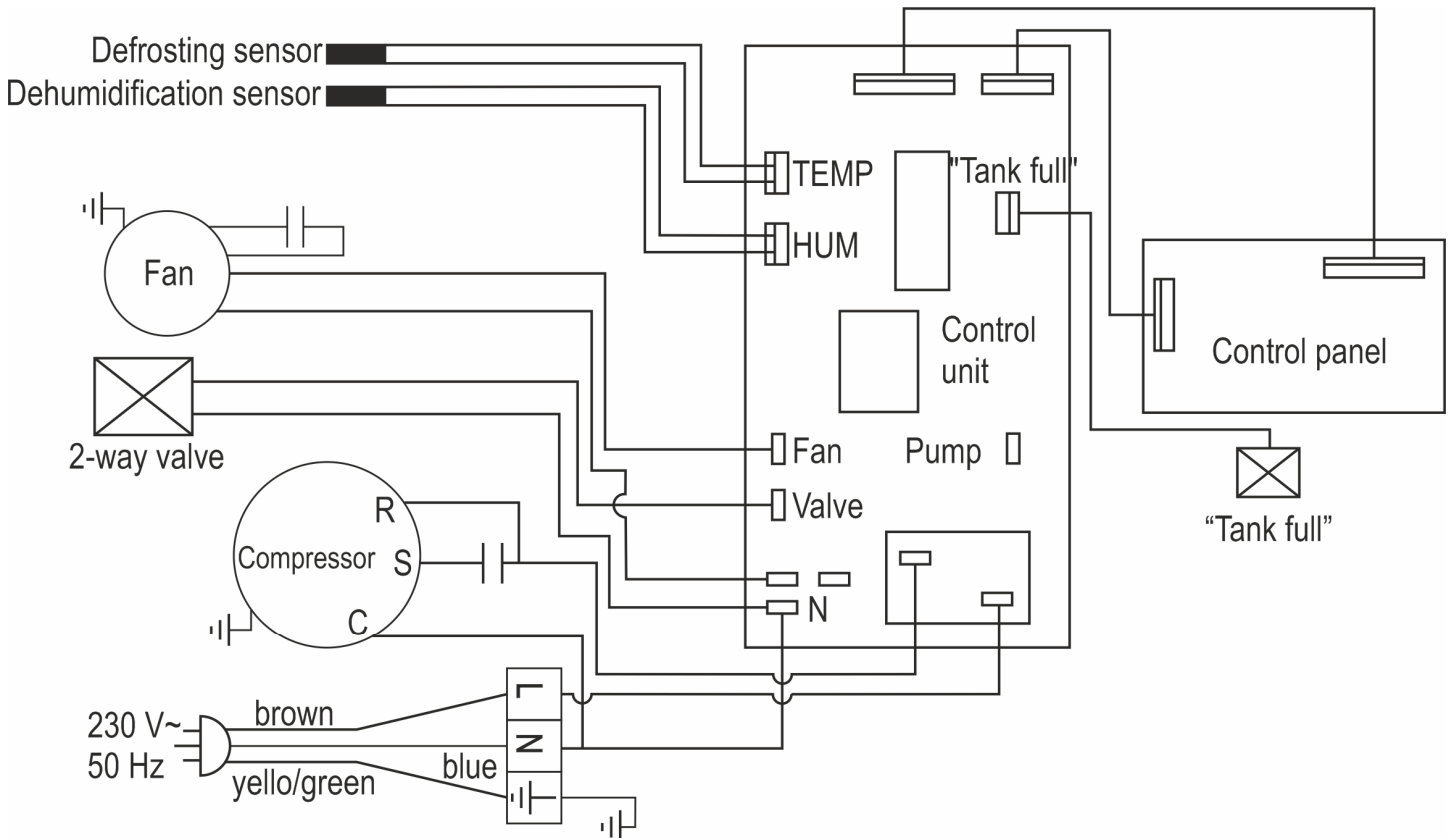 Defrosting sensor
Dehumidification sensor
TEMP
"Tank full"
HUM
Fan
Control
unit
Control panel
2-way valve
Fan
Pump
Valve
“Tank full”
R
Compressor
S
C
N
L
brown
230 V~
50 Hz
N
blue
yello/green